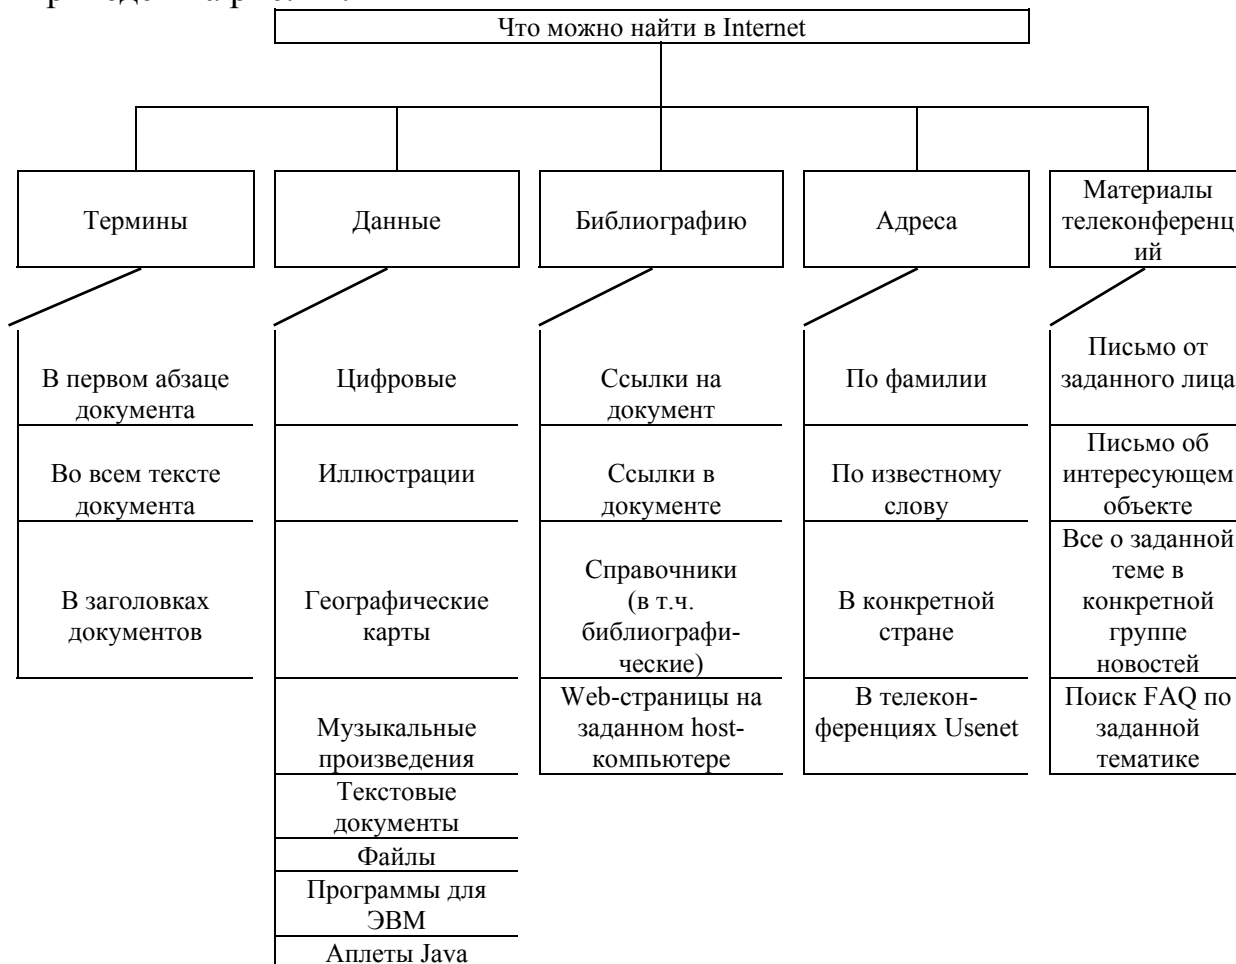 Что можно найти в Internet
Термины
Данные
Библиографию
Адреса
Материалы
телеконференц
ий
В первом абзаце
документа
Во всем тексте
документа
В заголовках
документов
Цифровые
Иллюстрации
Географические
карты
Музыкальные
произведения
Текстовые
документы
Файлы
Программы для
ЭВМ
Аплеты Java
Ссылки на
документ
Ссылки в
документе
Справочники
(в т.ч.
библиографи-
ческие)
Web-страницы на
заданном host-
компьютере
По фамилии
По известному
слову
В конкретной
стране
В телекон-
ференциях Usenet
Письмо от
заданного лица
Письмо об
интересующем
объекте
Все о заданной
теме в
конкретной
группе
новостей
Поиск FAQ по
заданной
тематике